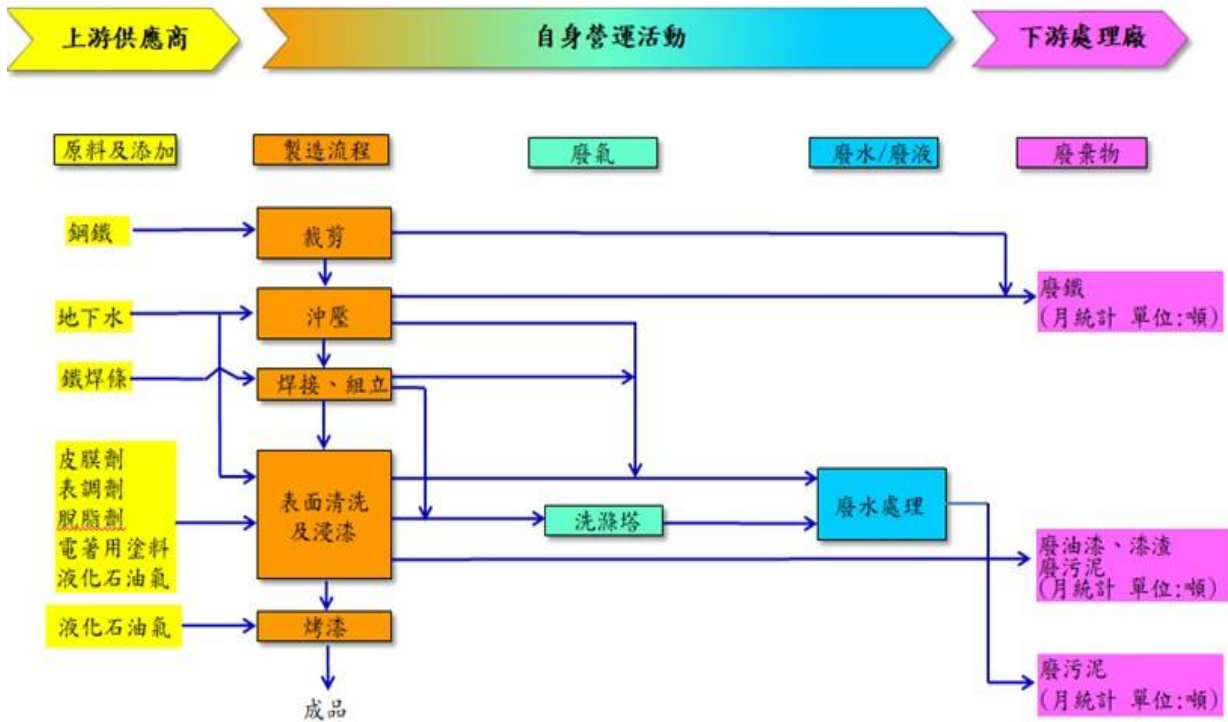 上游供應商
自身營運活動
下游處理廠
原料及添加
製造流程
廢氣
廢水/廢液
廢棄物
鋼鐵
裁剪
地下水
沖壓
廢鐵
(月統計 單位:噸)
鐵焊條
焊接、組立
皮膜劑
表調劑
脫脂劑
電著用塗料
液化石油氣
表面清洗
及浸漆
洗滌塔
廢水處理
廢油漆、漆渣
廢污泥
(月統計 單位:噸)
液化石油氣
烤漆
廢污泥
(月統計 單位:噸)
成品